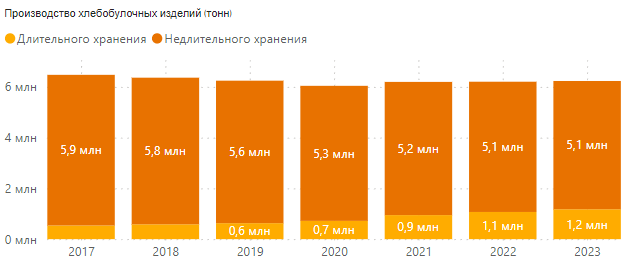 Производство хлебобулочных изделий (тонн)
Длительного хранения Недлительного хранения
6 млн
4 млн
2 млн
0 млн
5,9 млн 5,8 млн 5,6 млн 5,3 млн 5,2 млн 5,1 млн 5,1 млн
0,6 млн 0,7 млн 0,9 млн 1,1 млн 1,2 млн
2017 2018 2019 2020 2021 2022 2023